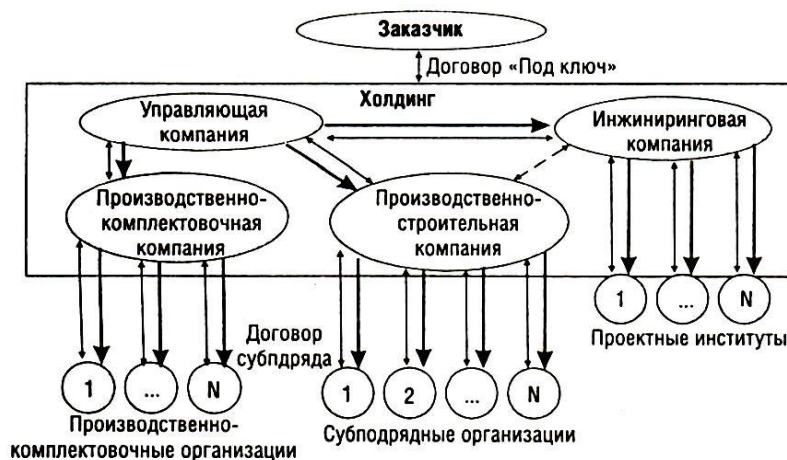 Заказчик
Договор «Под ключ»
Холдинг
Управляющая
компания
Инжиниринговая
компания
Производственно-
комплектовочная
компания
Производственно-
строительная
компания
1
...
N
Проектные институты
Договор
субподряда
1
...
N
1
2
...
N
Производственно-
комплектовочные организации
Субподрядные организации